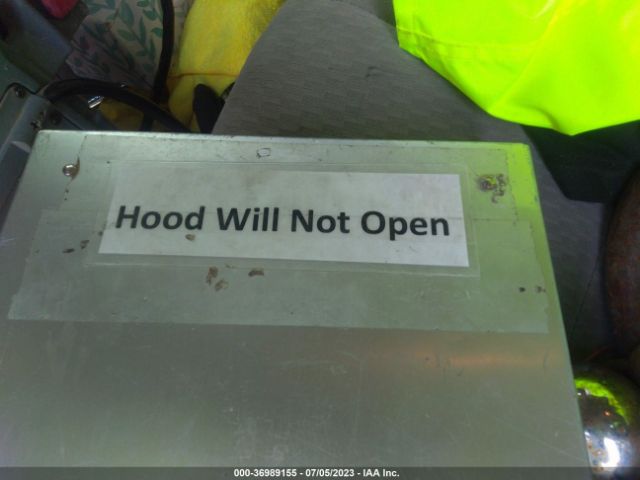 Hood Will Not Open
000-36989155 - 07/05/2023 - IAA Inc.